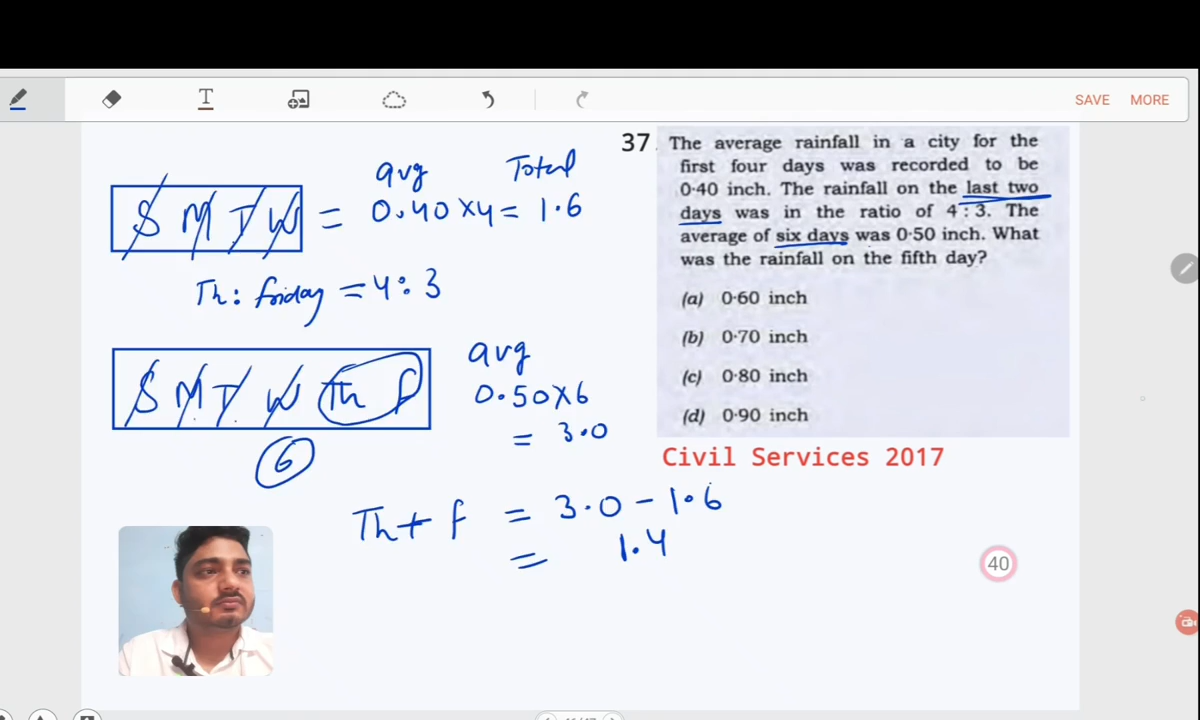 T
SAVE MORE
avg Total
S M T W = 0.40 x 4 = 1.6
Th : friday = 4 : 3
S M T W Th f
avg
0.50 x 6
= 3.0
6
Th + f = 3.0 - 1.6
= 1.4
37. The average rainfall in a city for the
first four days was recorded to be
0·40 inch. The rainfall on the last two
days was in the ratio of 4 : 3. The
average of six days was 0·50 inch. What
was the rainfall on the fifth day?
(a) 0·60 inch
(b) 0·70 inch
(c) 0·80 inch
(d) 0·90 inch
Civil Services 2017
40